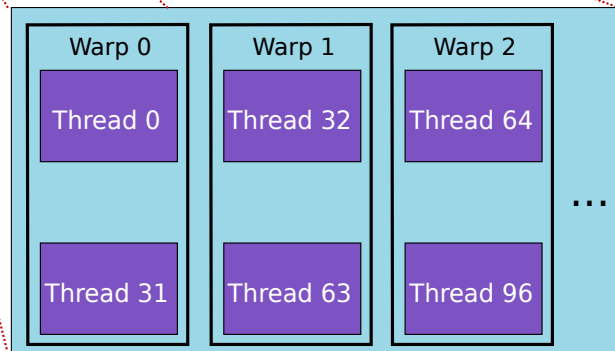 Warp 0
Warp 1
Warp 2
Thread 0
Thread 32
Thread 64
...
Thread 31
Thread 63
Thread 96